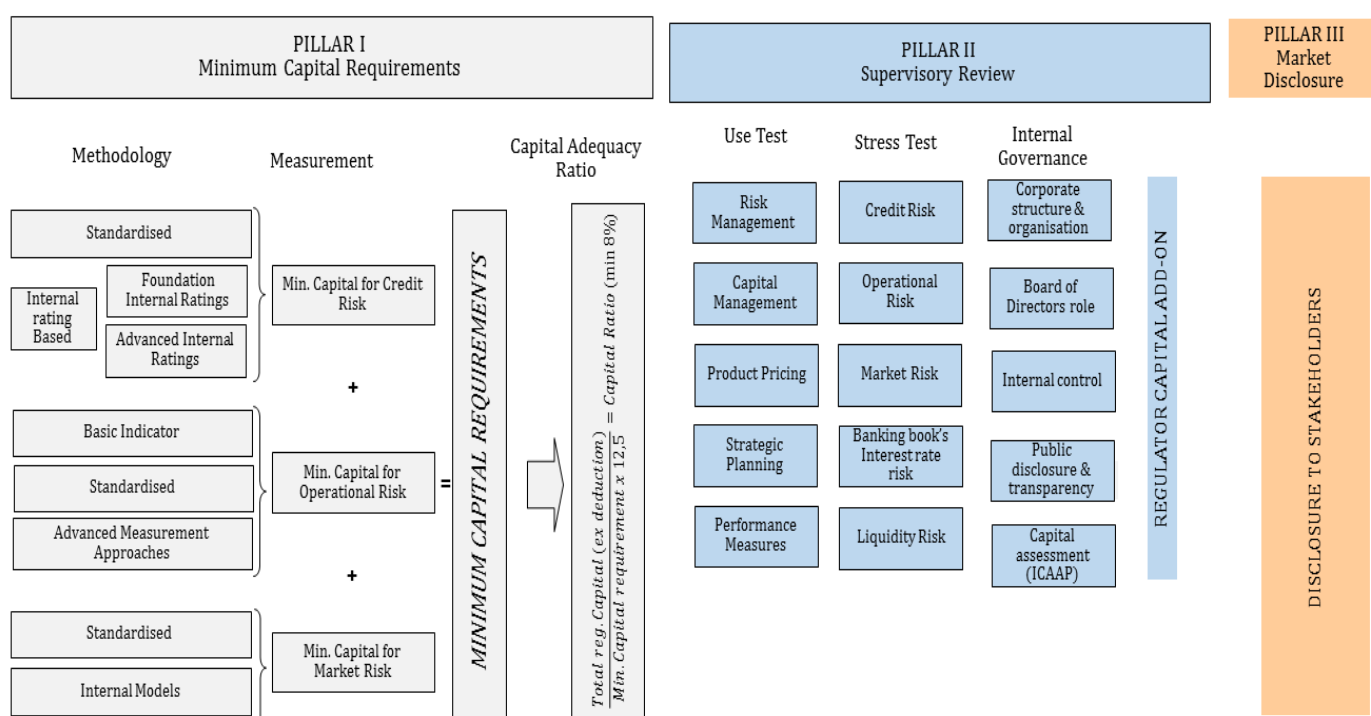 PILLAR I
Minimum Capital Requirements
PILLAR II
Supervisory Review
PILLAR III
Market
Disclosure
Methodology
Measurement
Capital Adequacy
Ratio
Standardised
Internal
rating
Based
Foundation
Internal Ratings
Advanced Internal
Ratings
Min. Capital for Credit
Risk
+
Basic Indicator
Standardised
Advanced Measurement
Approaches
Min. Capital for
Operational Risk
=
+
Standardised
Internal Models
Min. Capital for
Market Risk
MINIMUM CAPITAL REQUIREMENTS
Total reg.Capital (ex deduction)
Min.Capital requirement x 12,5
= Capital Ratio (min 8%)
Use Test
Stress Test
Internal
Governance
Risk
Management
Credit Risk
Corporate
structure &
organisation
Capital
Management
Operational
Risk
Board of
Directors role
Product Pricing
Market Risk
Internal control
Strategic
Planning
Banking book's
Interest rate
risk
Public
disclosure &
transparency
Performance
Measures
Liquidity Risk
Capital
assessment
(ICAAP)
REGULATOR CAPITAL ADD-ON
DISCLOSURE TO STAKEHOLDERS